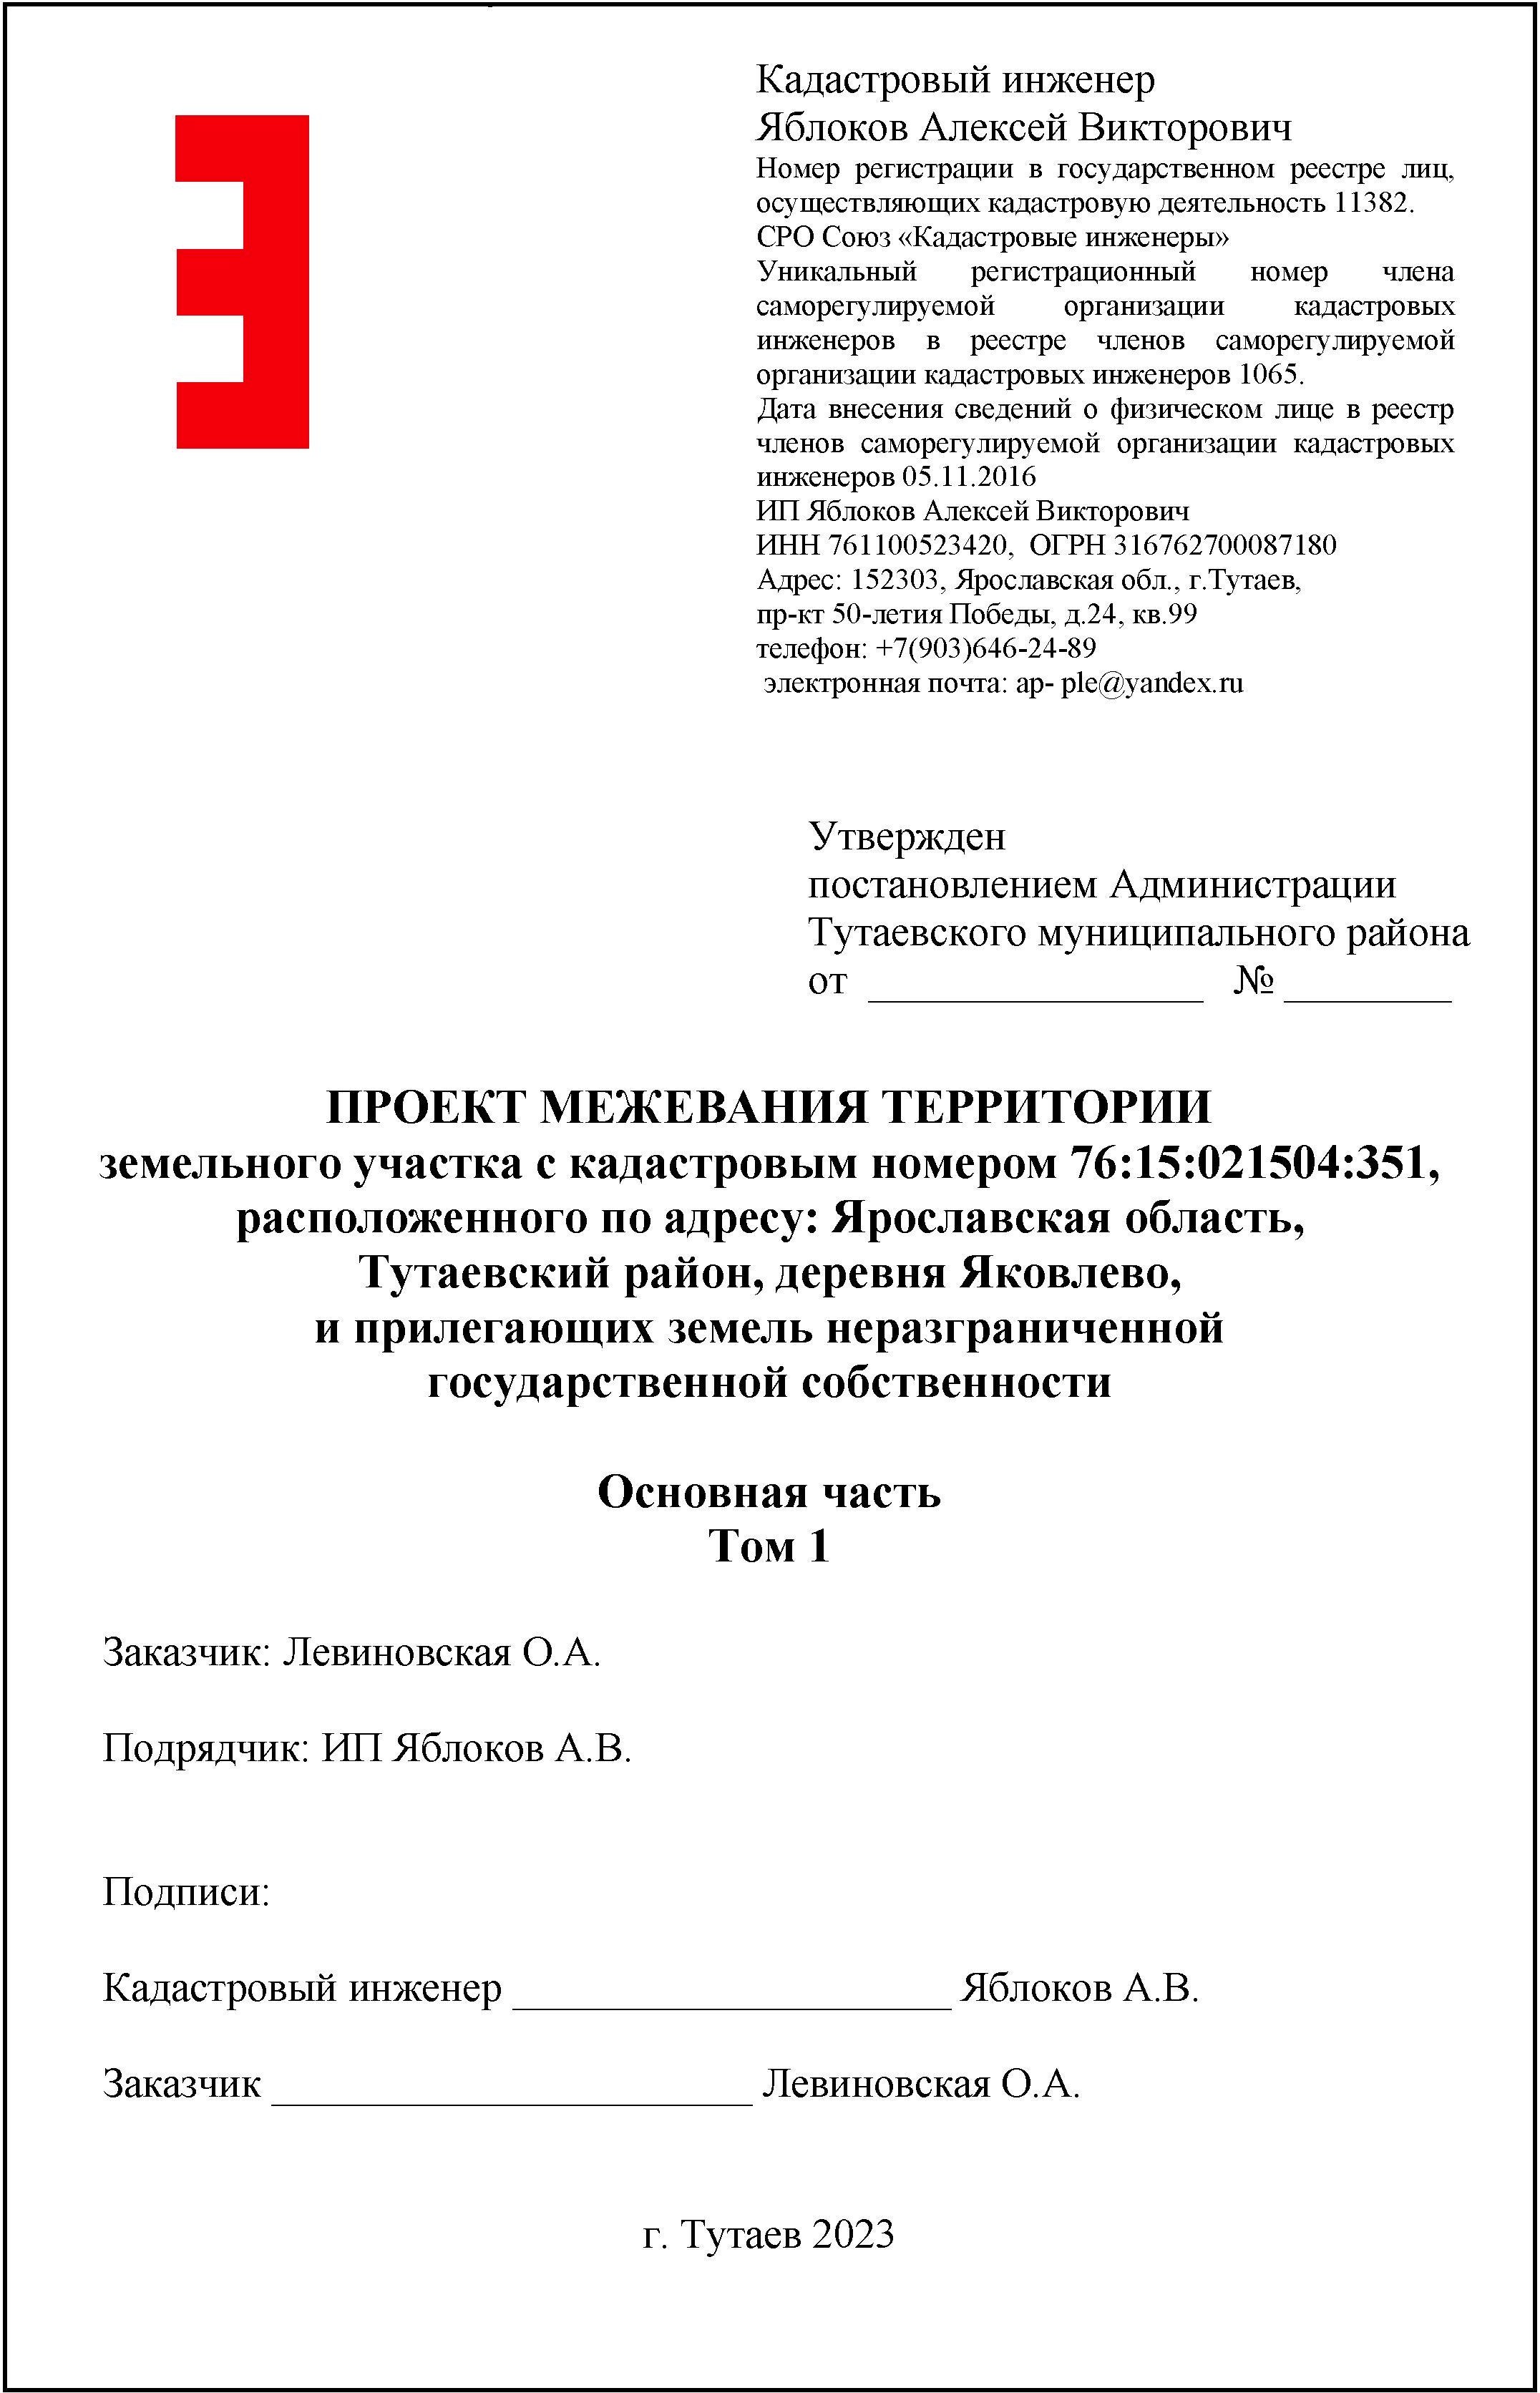 Кадастровый инженер
Яблоков Алексей Викторович
Номер регистрации в государственном реестре лиц,
осуществляющих кадастровую деятельность 11382.
СРО Союз «Кадастровые инженеры»
Уникальный регистрационный номер члена
саморегулируемой организации кадастровых
инженеров в реестре членов саморегулируемой
организации кадастровых инженеров 1065.
Дата внесения сведений о физическом лице в реестр
членов саморегулируемой организации кадастровых
инженеров 05.11.2016
ИП Яблоков Алексей Викторович
ИНН 761100523420, ОГРН 316762700087180
Адрес: 152303, Ярославская обл., г.Тутаев,
пр-кт 50-летия Победы, д.24, кв.99
телефон: +7(903)646-24-89
электронная почта: ap- ple@yandex.ru
Утвержден
постановлением Администрации
Тутаевского муниципального района
от ________________ № ________
ПРОЕКТ МЕЖЕВАНИЯ ТЕРРИТОРИИ
земельного участка с кадастровым номером 76:15:021504:351,
расположенного по адресу: Ярославская область,
Тутаевский район, деревня Яковлево,
и прилегающих земель неразграниченной
государственной собственности
Основная часть
Том 1
Заказчик: Левиновская О.А.
Подрядчик: ИП Яблоков А.В.
Подписи:
Кадастровый инженер _____________________ Яблоков А.В.
Заказчик _______________________ Левиновская О.А.
г. Тутаев 2023